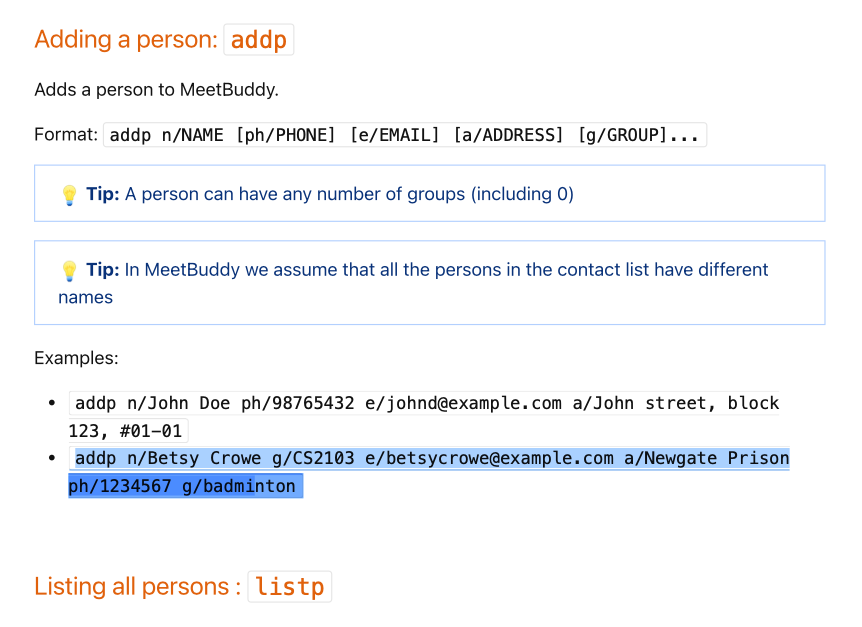 Adding a person: addp
Adds a person to MeetBuddy.
Format: addp n/NAME [ph/PHONE] [e/EMAIL] [a/ADDRESS] [g/GROUP]...
💡 Tip: A person can have any number of groups (including 0)
💡 Tip: In MeetBuddy we assume that all the persons in the contact list have different
names
Examples:
• addp n/John Doe ph/98765432 e/johnd@example.com a/John street, block
123, #01-01
• addp n/Betsy Crowe g/CS2103 e/betsycrowe@example.com a/Newgate Prison
ph/1234567 g/badminton
Listing all persons : listp